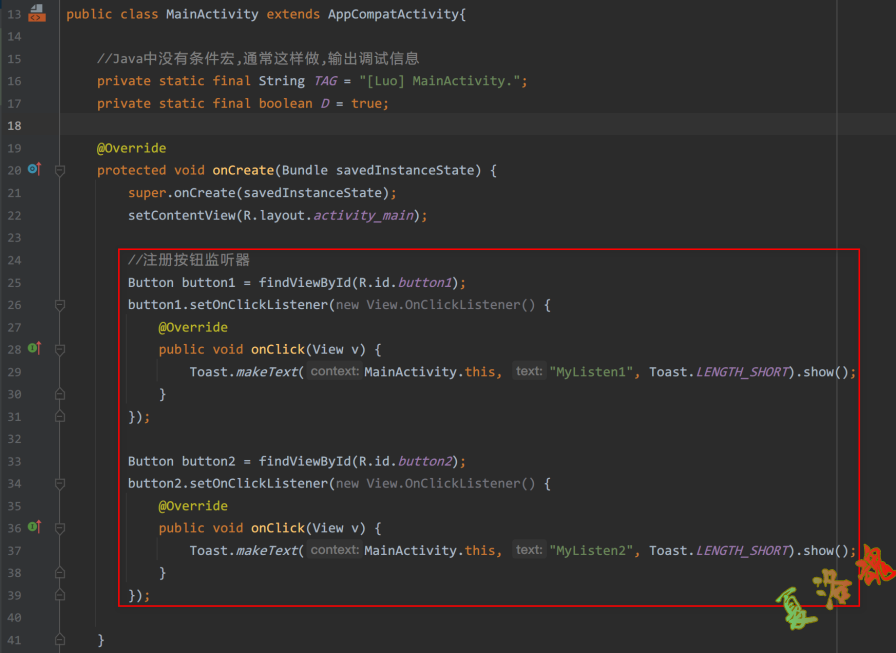 13 public class MainActivity extends AppCompatActivity{
14
15 //Java中没有条件宏,通常这样做,输出调试信息
16 private static final String TAG = "[Luo] MainActivity.";
17 private static final boolean D = true;
18
19 @Override
20 protected void onCreate(Bundle savedInstanceState) {
21 super.onCreate(savedInstanceState);
22 setContentView(R.layout.activity_main);
23
24 //注册按钮监听器
25 Button button1 = findViewById(R.id.button1);
26 button1.setOnClickListener(new View.OnClickListener() {
27 @Override
28 public void onClick(View v) {
29 Toast.makeText( context: MainActivity.this, text: "MyListen1", Toast.LENGTH_SHORT).show();
30 }
31 });
32
33 Button button2 = findViewById(R.id.button2);
34 button2.setOnClickListener(new View.OnClickListener() {
35 @Override
36 public void onClick(View v) {
37 Toast.makeText( context: MainActivity.this, text: "MyListen2", Toast.LENGTH_SHORT).show();
38 }
39 });
40
41 }